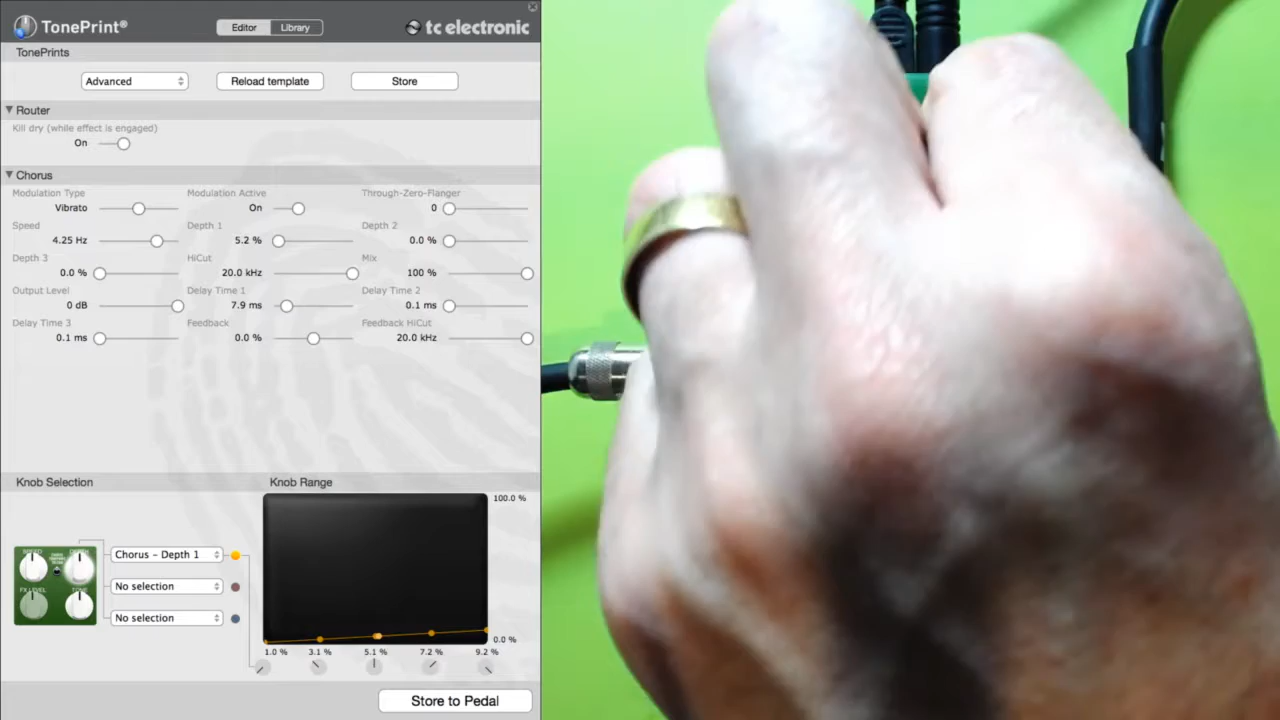 TonePrint®
Editor
Library
tc electronic
TonePrints
Advanced
Reload template
Store
Router
Kill dry (while effect is engaged)
On
Chorus
Modulation Type
Modulation Active
Through-Zero-Flanger
Vibrato
On
0
Speed
Depth 1
Depth 2
4.25 Hz
5.2 %
0.0 %
Depth 3
HiCut
Mix
0.0 %
20.0 kHz
100 %
Output Level
Delay Time 1
Delay Time 2
0 dB
7.9 ms
0.1 ms
Delay Time 3
Feedback
Feedback HiCut
0.1 ms
0.0 %
20.0 kHz
Knob Selection
Knob Range
100.0 %
SPEED
DEPTH
Chorus - Depth 1
FX LEVEL
TONE
No selection
No selection
0.0 %
1.0 %
3.1 %
5.1 %
7.2 %
9.2 %
Store to Pedal